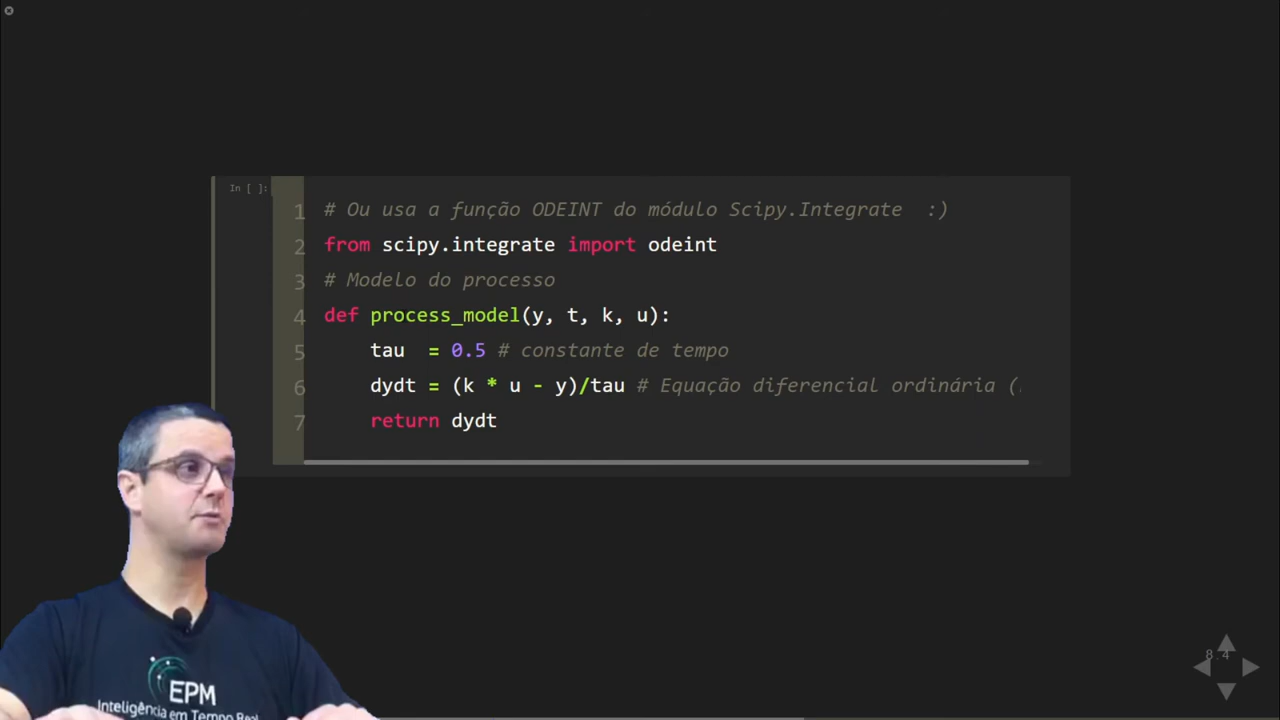 In [ ]:
1 # Ou usa a função ODEINT do módulo Scipy.Integrate :)
2 from scipy.integrate import odeint
3 # Modelo do processo
4 def process_model(y, t, k, u):
5 tau = 0.5 # constante de tempo
6 dydt = (k * u - y)/tau # Equação diferencial ordinária (
7 return dydt
EPM
Inteligência em Tempo Real
8.4